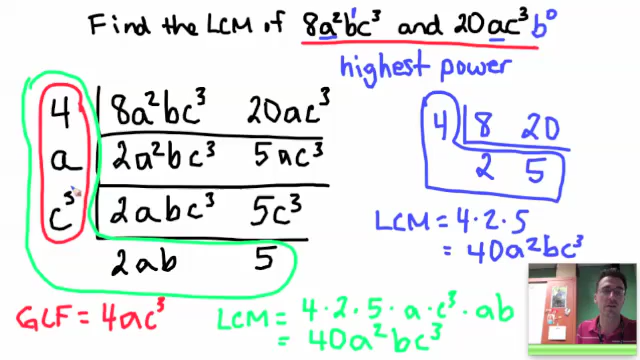 Find the LCM of 8a²b¹c³ and 20ac³b⁰
highest power
4 8a²bc³ 20ac³
a 2a²bc³ 5ac³
c³ 2abc³ 5c³
2ab 5
GCF = 4ac³
LCM = 4·2·5·a·c³·ab
= 40a²bc³
4 8 20
2 5
LCM = 4·2·5
= 40a²bc³